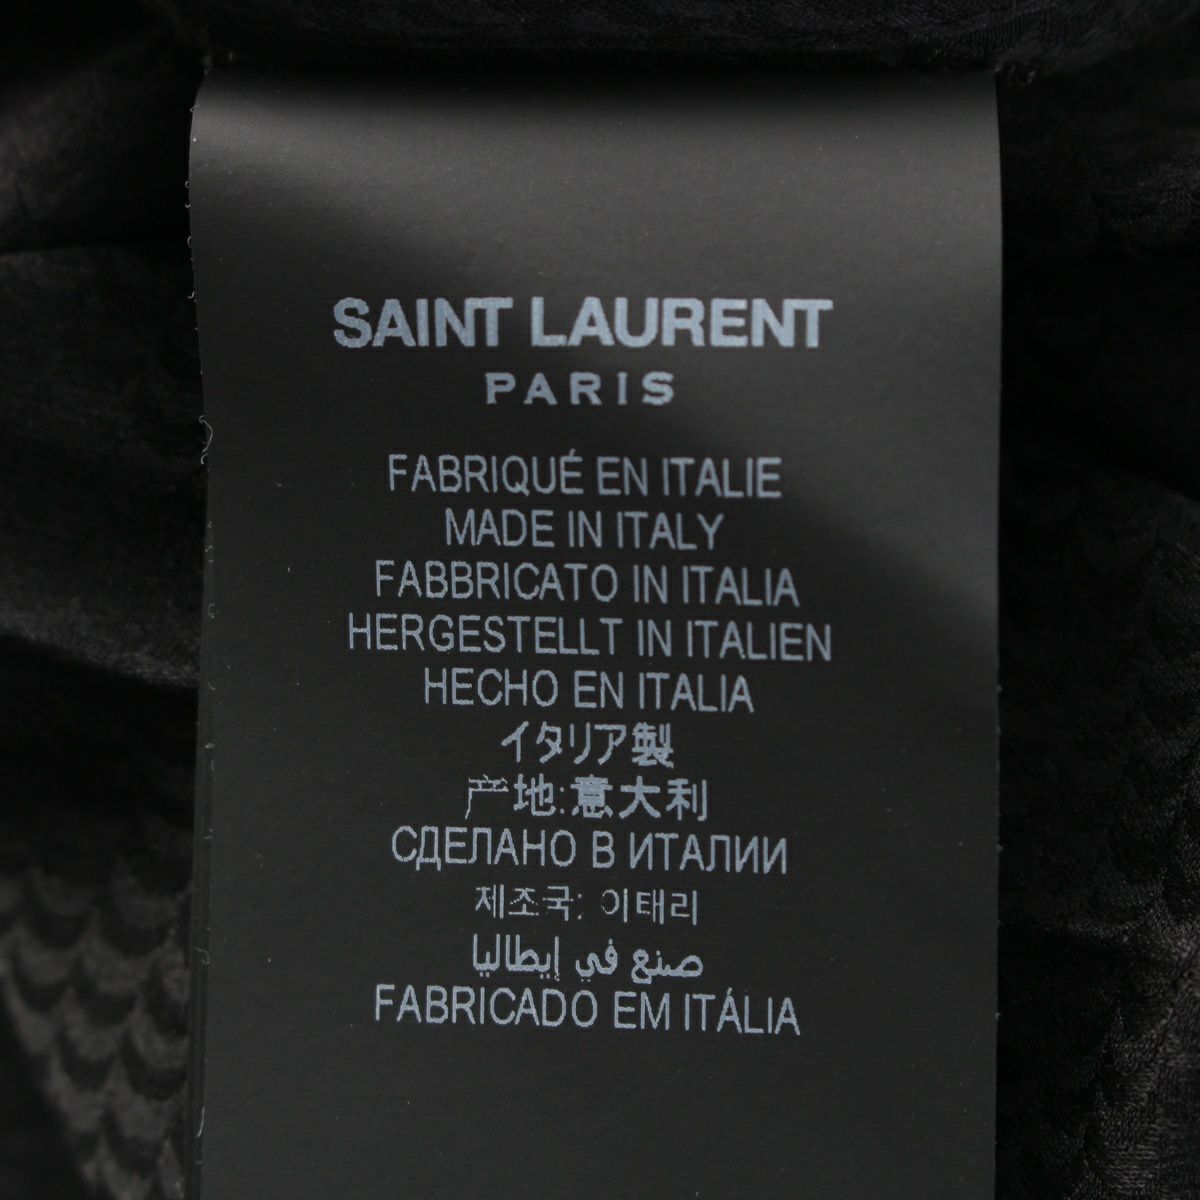 SAINT LAURENT
PARIS
FABRIQUÉ EN ITALIE
MADE IN ITALY
FABBRICATO IN ITALIA
HERGESTELLT IN ITALIEN
HECHO EN ITALIA
イタリア製
产地:意大利
СДЕЛАНО В ИТАЛИИ
제조국: 이태리
صنع في إيطاليا
FABRICADO EM ITÁLIA